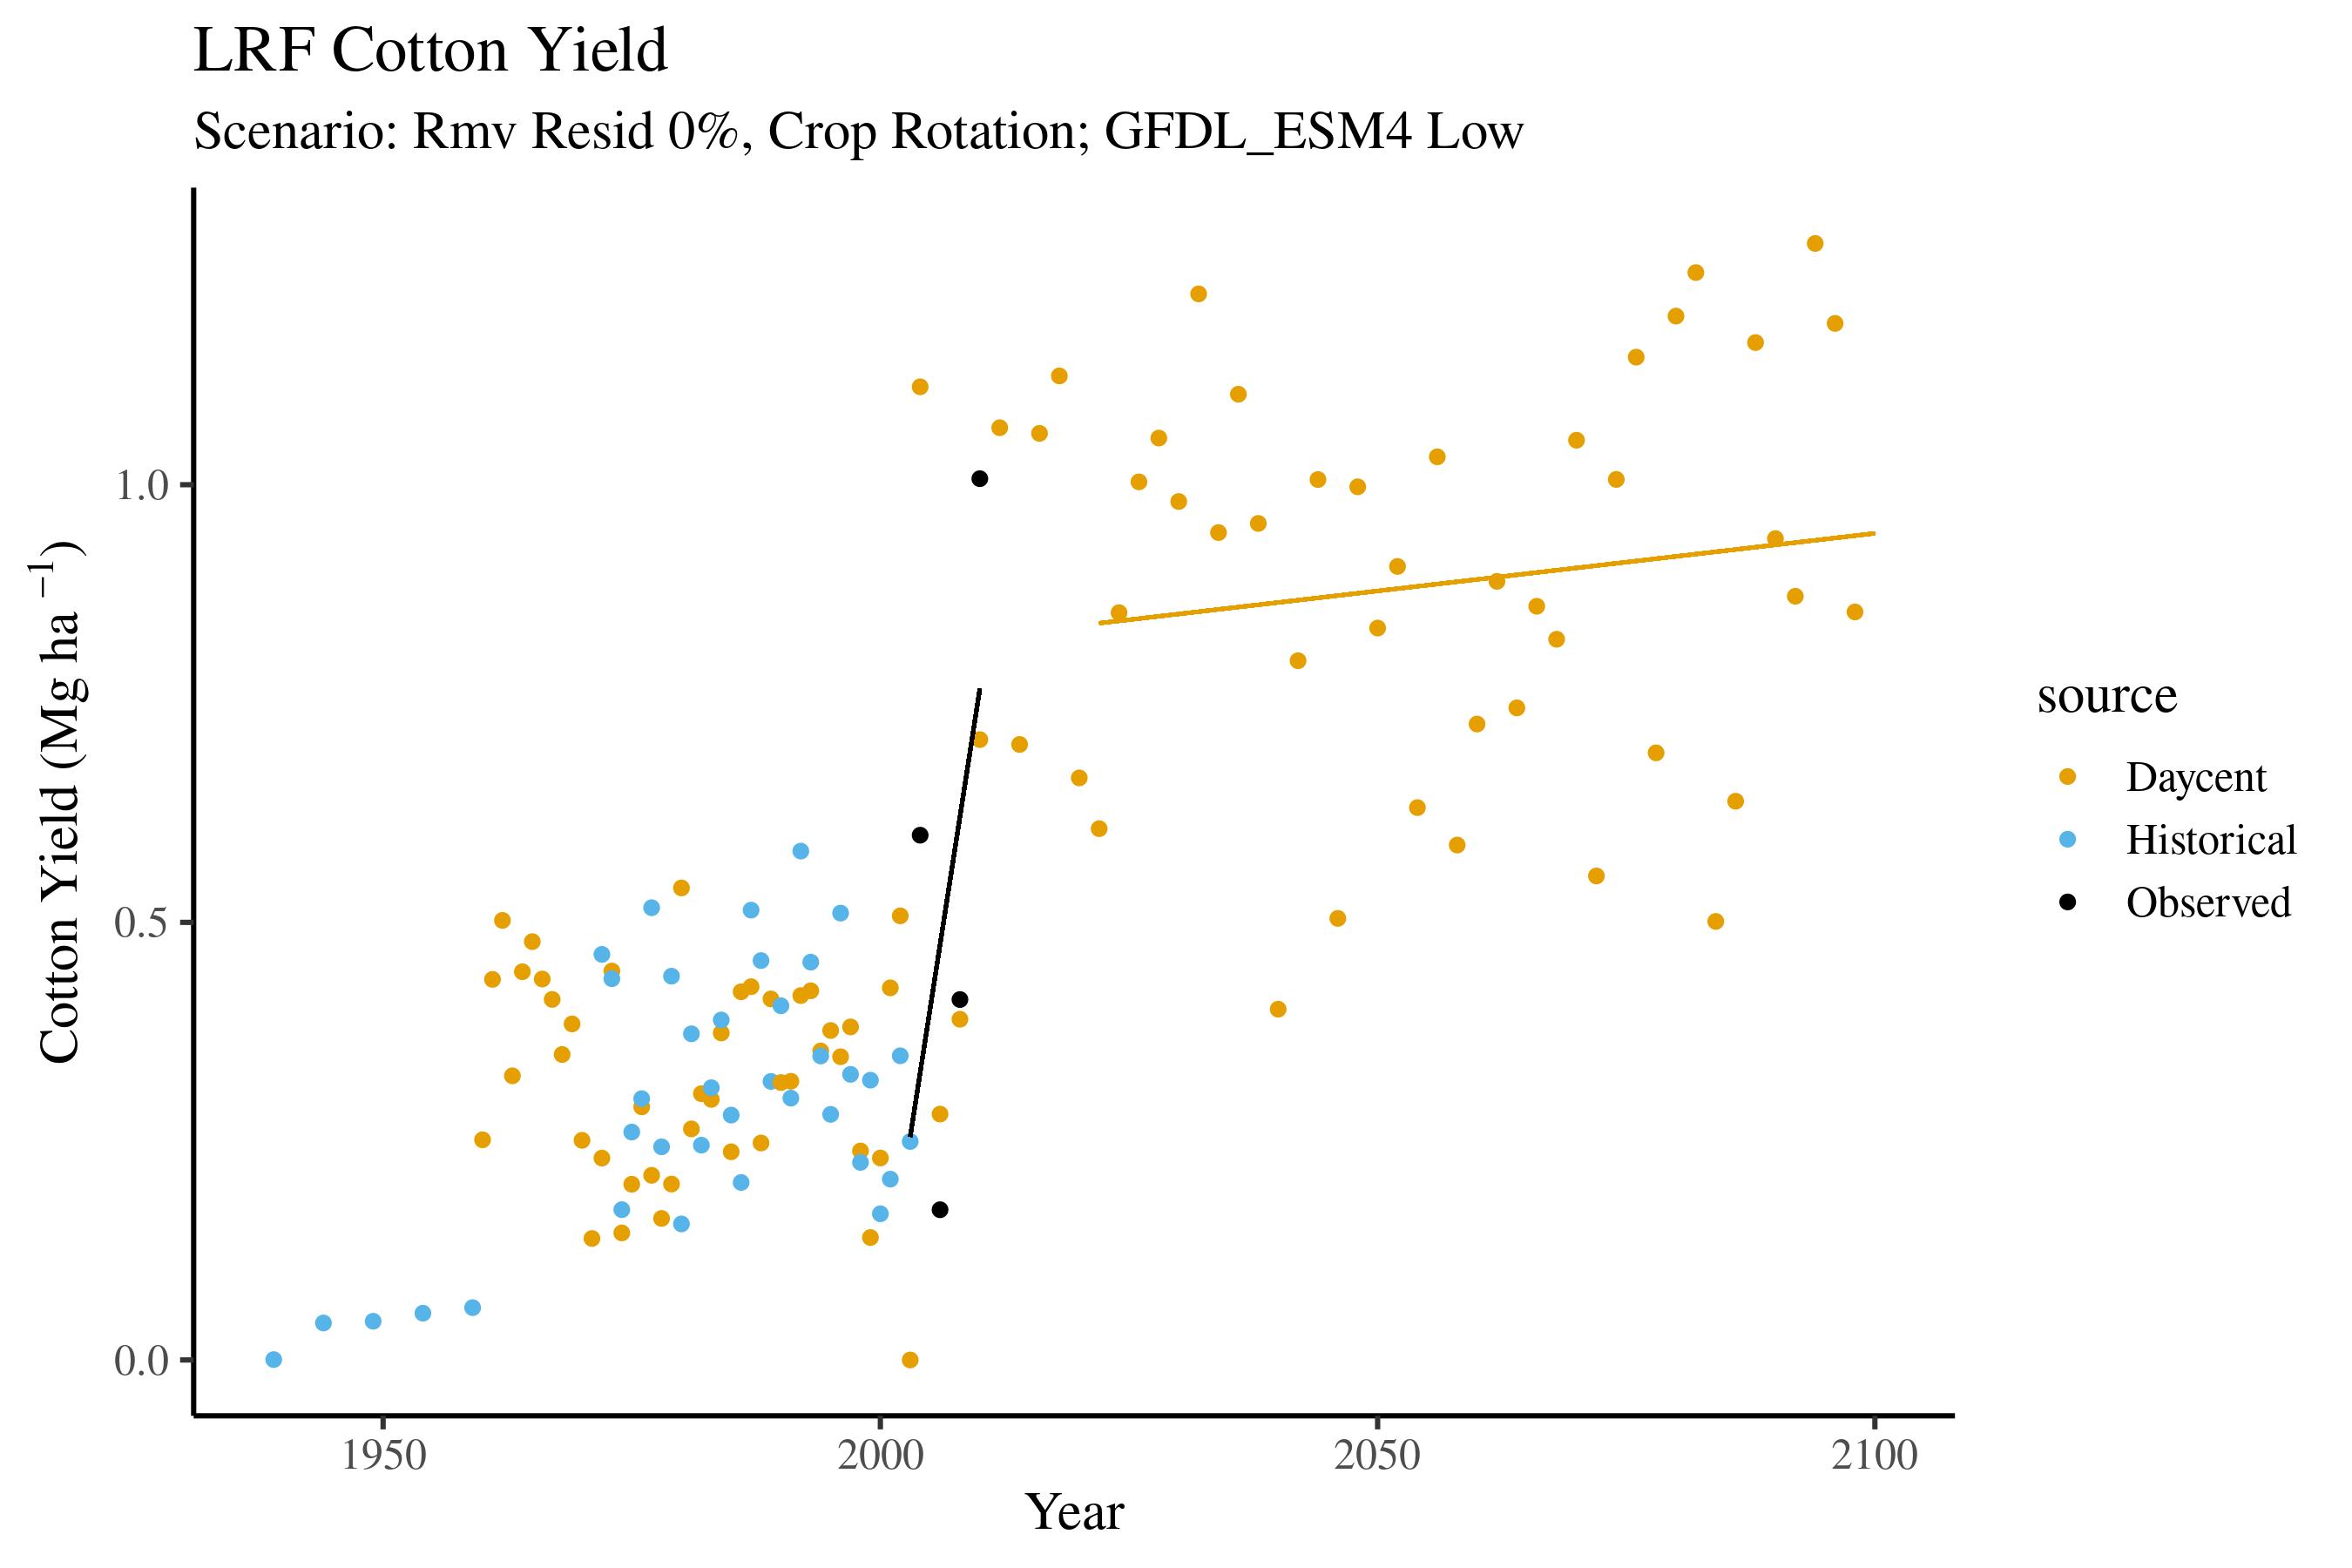 LRF Cotton Yield
Scenario: Rmv Resid 0%, Crop Rotation; GFDL_ESM4 Low
Cotton Yield (Mg ha −1)
1.0
0.5
0.0
1950
2000
2050
2100
Year
source
Daycent
Historical
Observed